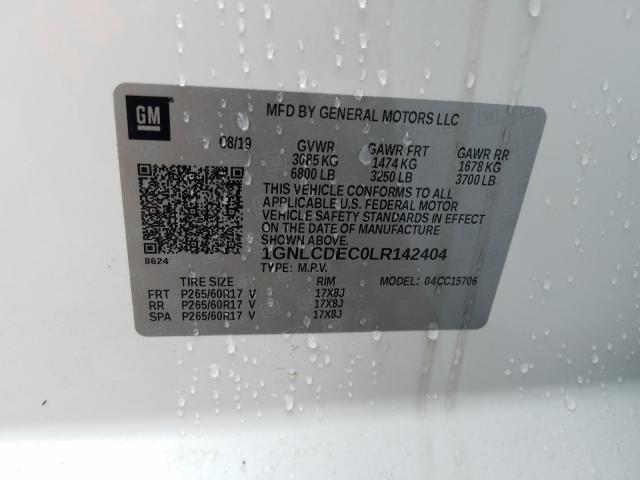 GM
MFD BY GENERAL MOTORS LLC
08/19 GVWR GAWR FRT GAWR RR
3085 KG 1474 KG 1678 KG
6800 LB 3250 LB 3700 LB
THIS VEHICLE CONFORMS TO ALL
APPLICABLE U.S. FEDERAL MOTOR
VEHICLE SAFETY STANDARDS IN EFFECT
ON THE DATE OF MANUFACTURE
SHOWN ABOVE.
8624 1GNLCDEC0LR142404
TYPE: M.P.V. MODEL: 04CC15706
TIRE SIZE RIM
FRT P265/60R17 V 17X8J
RR P265/60R17 V 17X8J
SPA P265/60R17 V 17X8J